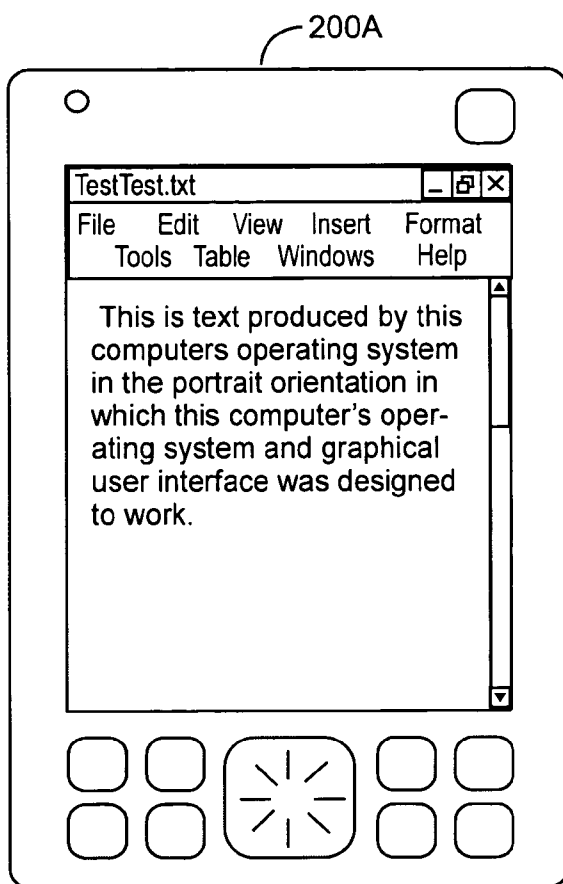 200A
TestTest.txt
File Edit View Insert Format
Tools Table Windows Help
This is text produced by this
computers operating system
in the portrait orientation in
which this computer's oper-
ating system and graphical
user interface was designed
to work.